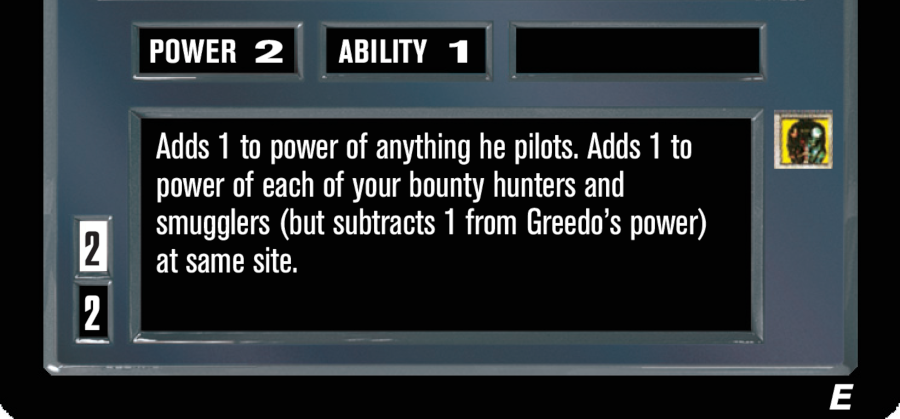 POWER 2 ABILITY 1
Adds 1 to power of anything he pilots. Adds 1 to
power of each of your bounty hunters and
smugglers (but subtracts 1 from Greedo’s power)
at same site.
2
2
E